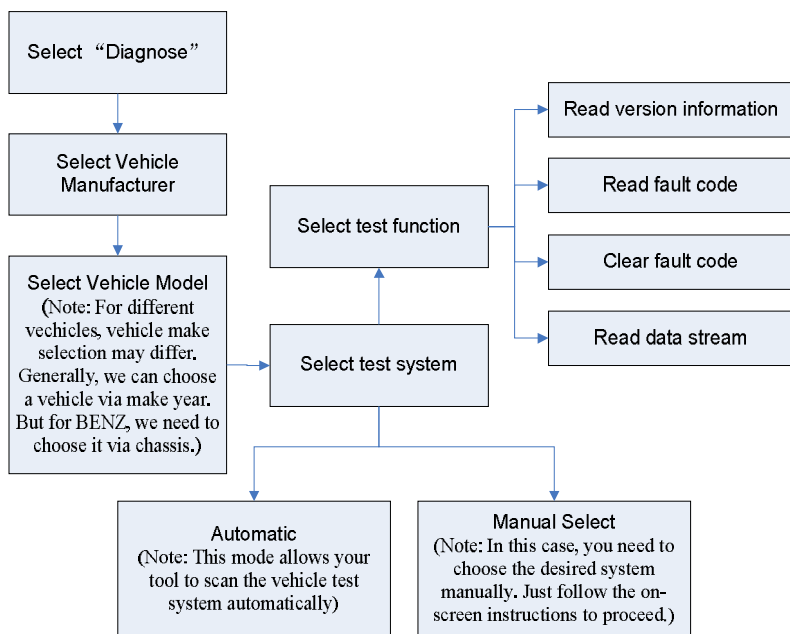 Select “Diagnose”
Select Vehicle
Manufacturer
Select Vehicle Model
(Note: For different
vechicles, vehicle make
selection may differ.
Generally, we can choose
a vehicle via make year.
But for BENZ, we need to
choose it via chassis.)
Select test system
Select test function
Read version information
Read fault code
Clear fault code
Read data stream
Automatic
(Note: This mode allows your
tool to scan the vehicle test
system automatically)
Manual Select
(Note: In this case, you need to
choose the desired system
manually. Just follow the on-
screen instructions to proceed.)